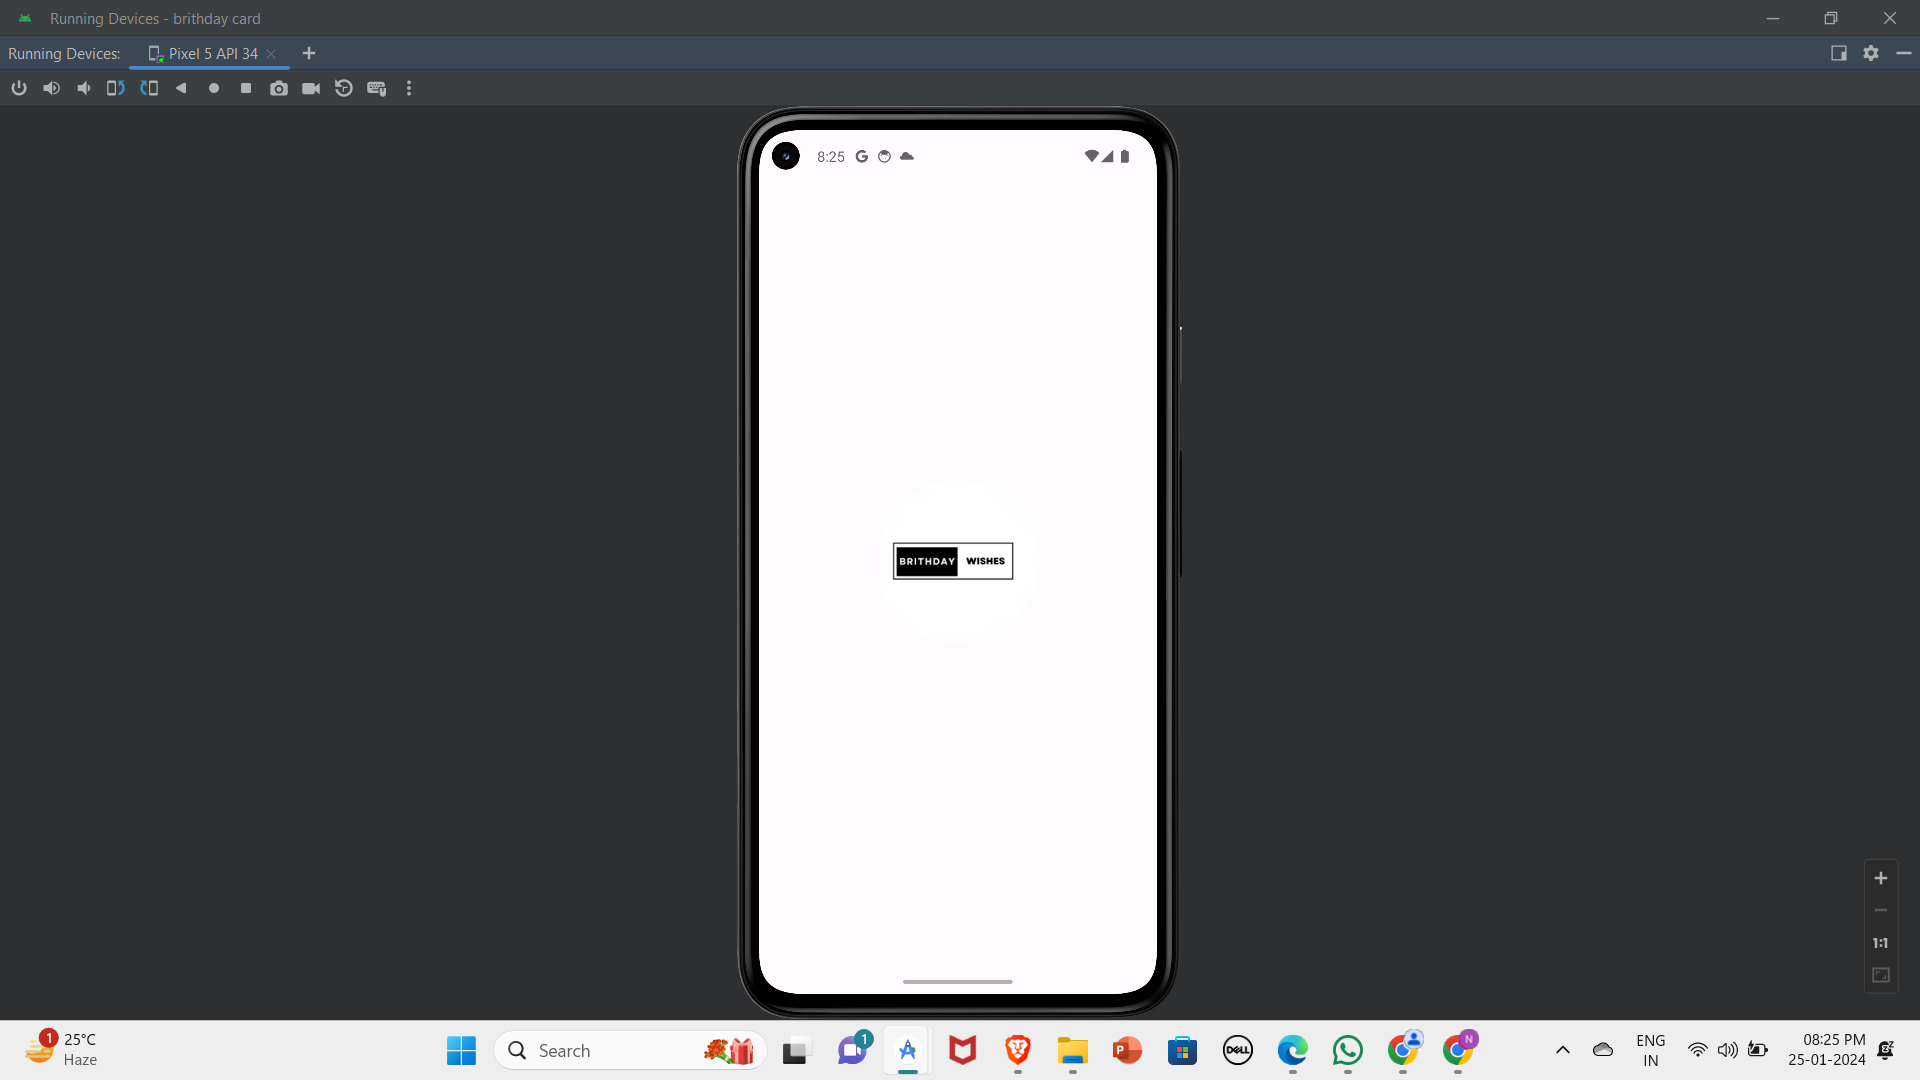 Running Devices - brithday card
Running Devices: Pixel 5 API 34
8:25
BRITHDAY WISHES
1:1
1 25°C
Haze
Search
1
P
DELL
N
ENG
IN
08:25 PM
25-01-2024